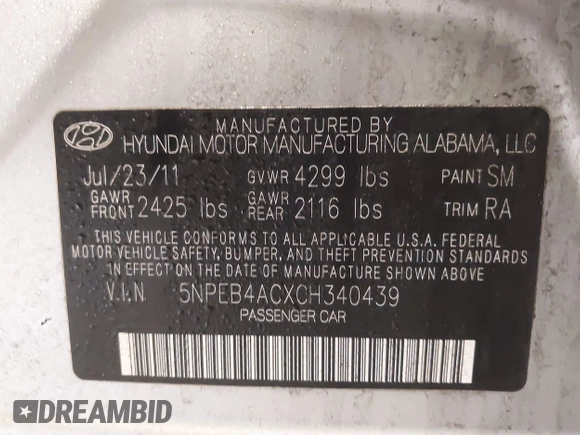 MANUFACTURED BY
HYUNDAI MOTOR MANUFACTURING ALABAMA, LLC
Jul/23/11 GVWR 4299 lbs PAINT SM
GAWR FRONT 2425 lbs GAWR REAR 2116 lbs TRIM RA
THIS VEHICLE CONFORMS TO ALL APPLICABLE U.S.A. FEDERAL
MOTOR VEHICLE SAFETY, BUMPER, AND THEFT PREVENTION STANDARDS
IN EFFECT ON THE DATE OF MANUFACTURE SHOWN ABOVE
V.I.N 5NPEB4ACXCH340439
PASSENGER CAR
DREAMBID